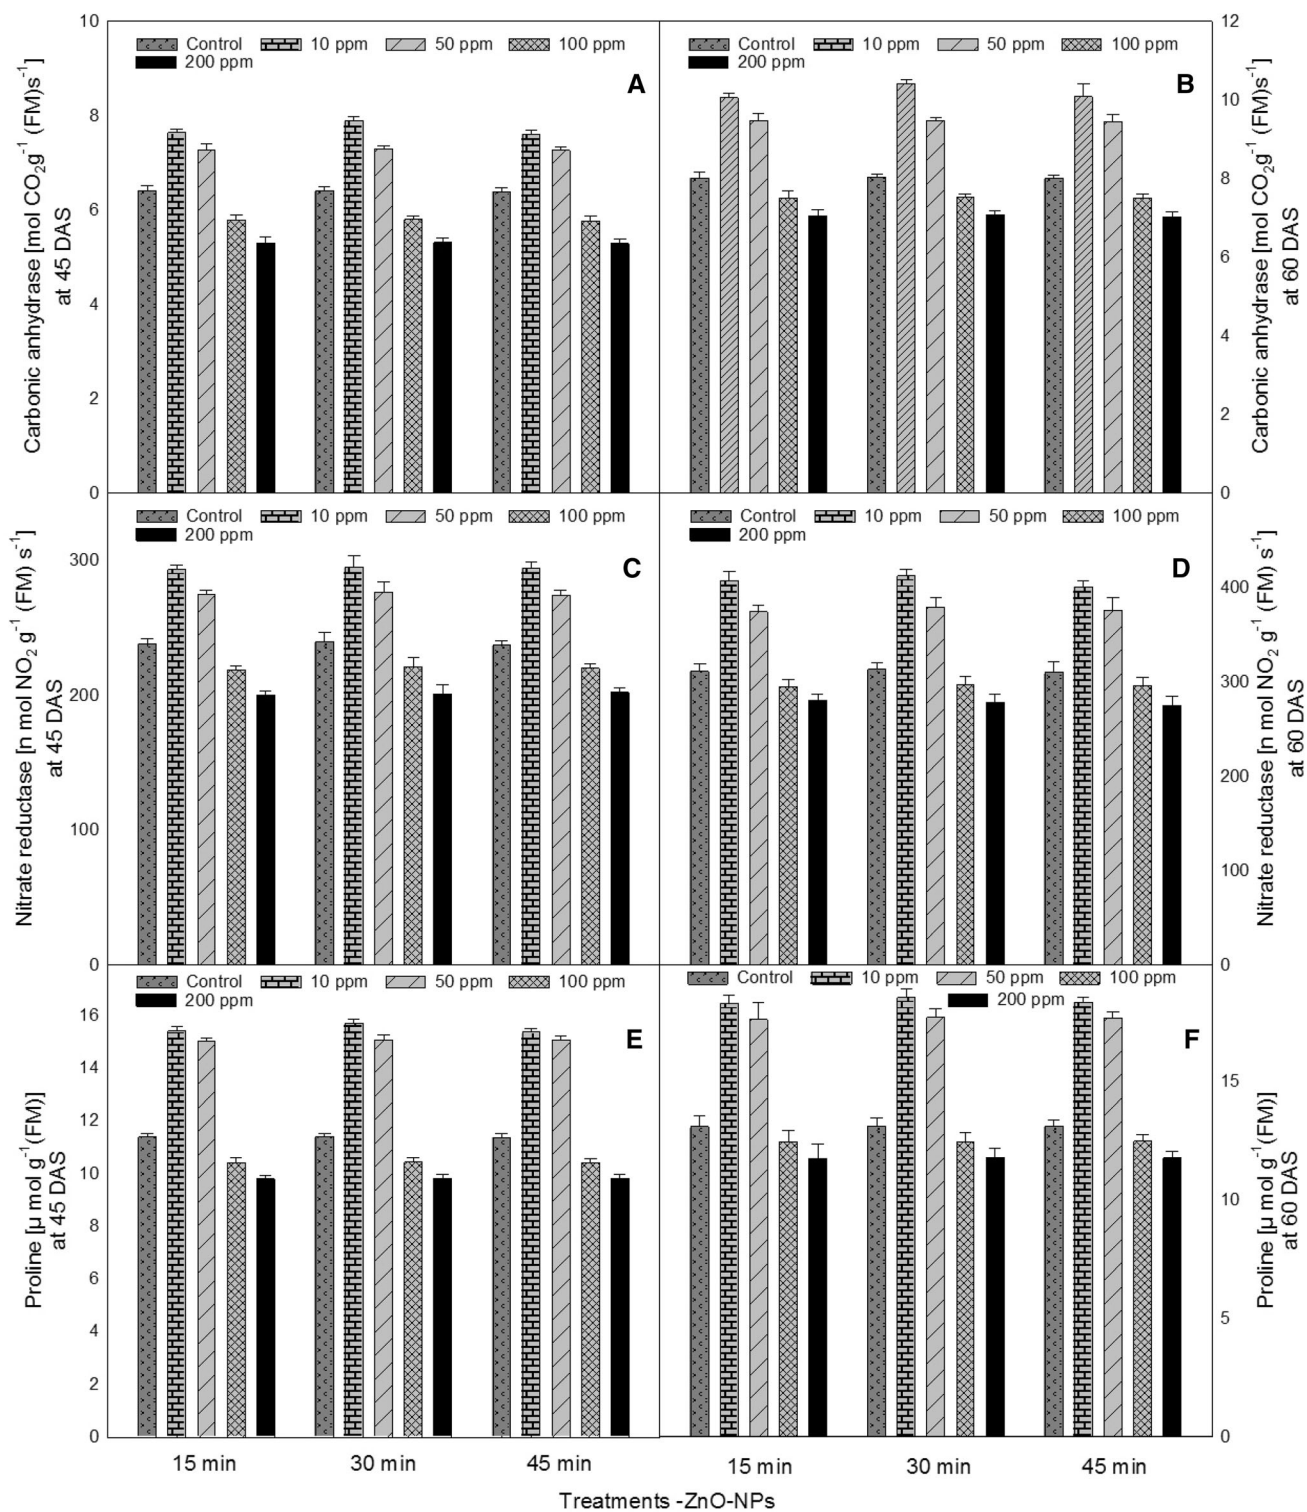 10
8
6
4
2
0
Carbonic anhydrase [mol CO₂g⁻¹ (FM)s⁻¹]
at 45 DAS
Control 10 ppm 50 ppm 100 ppm
200 ppm
A
Control 10 ppm 50 ppm 100 ppm
200 ppm
B
12
10
8
6
4
2
0
Carbonic anhydrase [mol CO₂g⁻¹ (FM)s⁻¹]
at 60 DAS
300
200
100
0
Nitrate reductase [n mol NO₂ g⁻¹ (FM) s⁻¹]
at 45 DAS
Control 10 ppm 50 ppm 100 ppm
200 ppm
C
Control 10 ppm 50 ppm 100 ppm
200 ppm
D
400
300
200
100
0
Nitrate reductase [n mol NO₂ g⁻¹ (FM) s⁻¹]
at 60 DAS
16
14
12
10
8
6
4
2
0
Proline [µ mol g⁻¹(FM)]
at 45 DAS
Control 10 ppm 50 ppm 100 ppm
200 ppm
E
Control 10 ppm 50 ppm 100 ppm
200 ppm
F
15
10
5
0
Proline [µ mol g⁻¹(FM)]
at 60 DAS
15 min 30 min 45 min 15 min 30 min 45 min
Treatments -ZnO-NPs